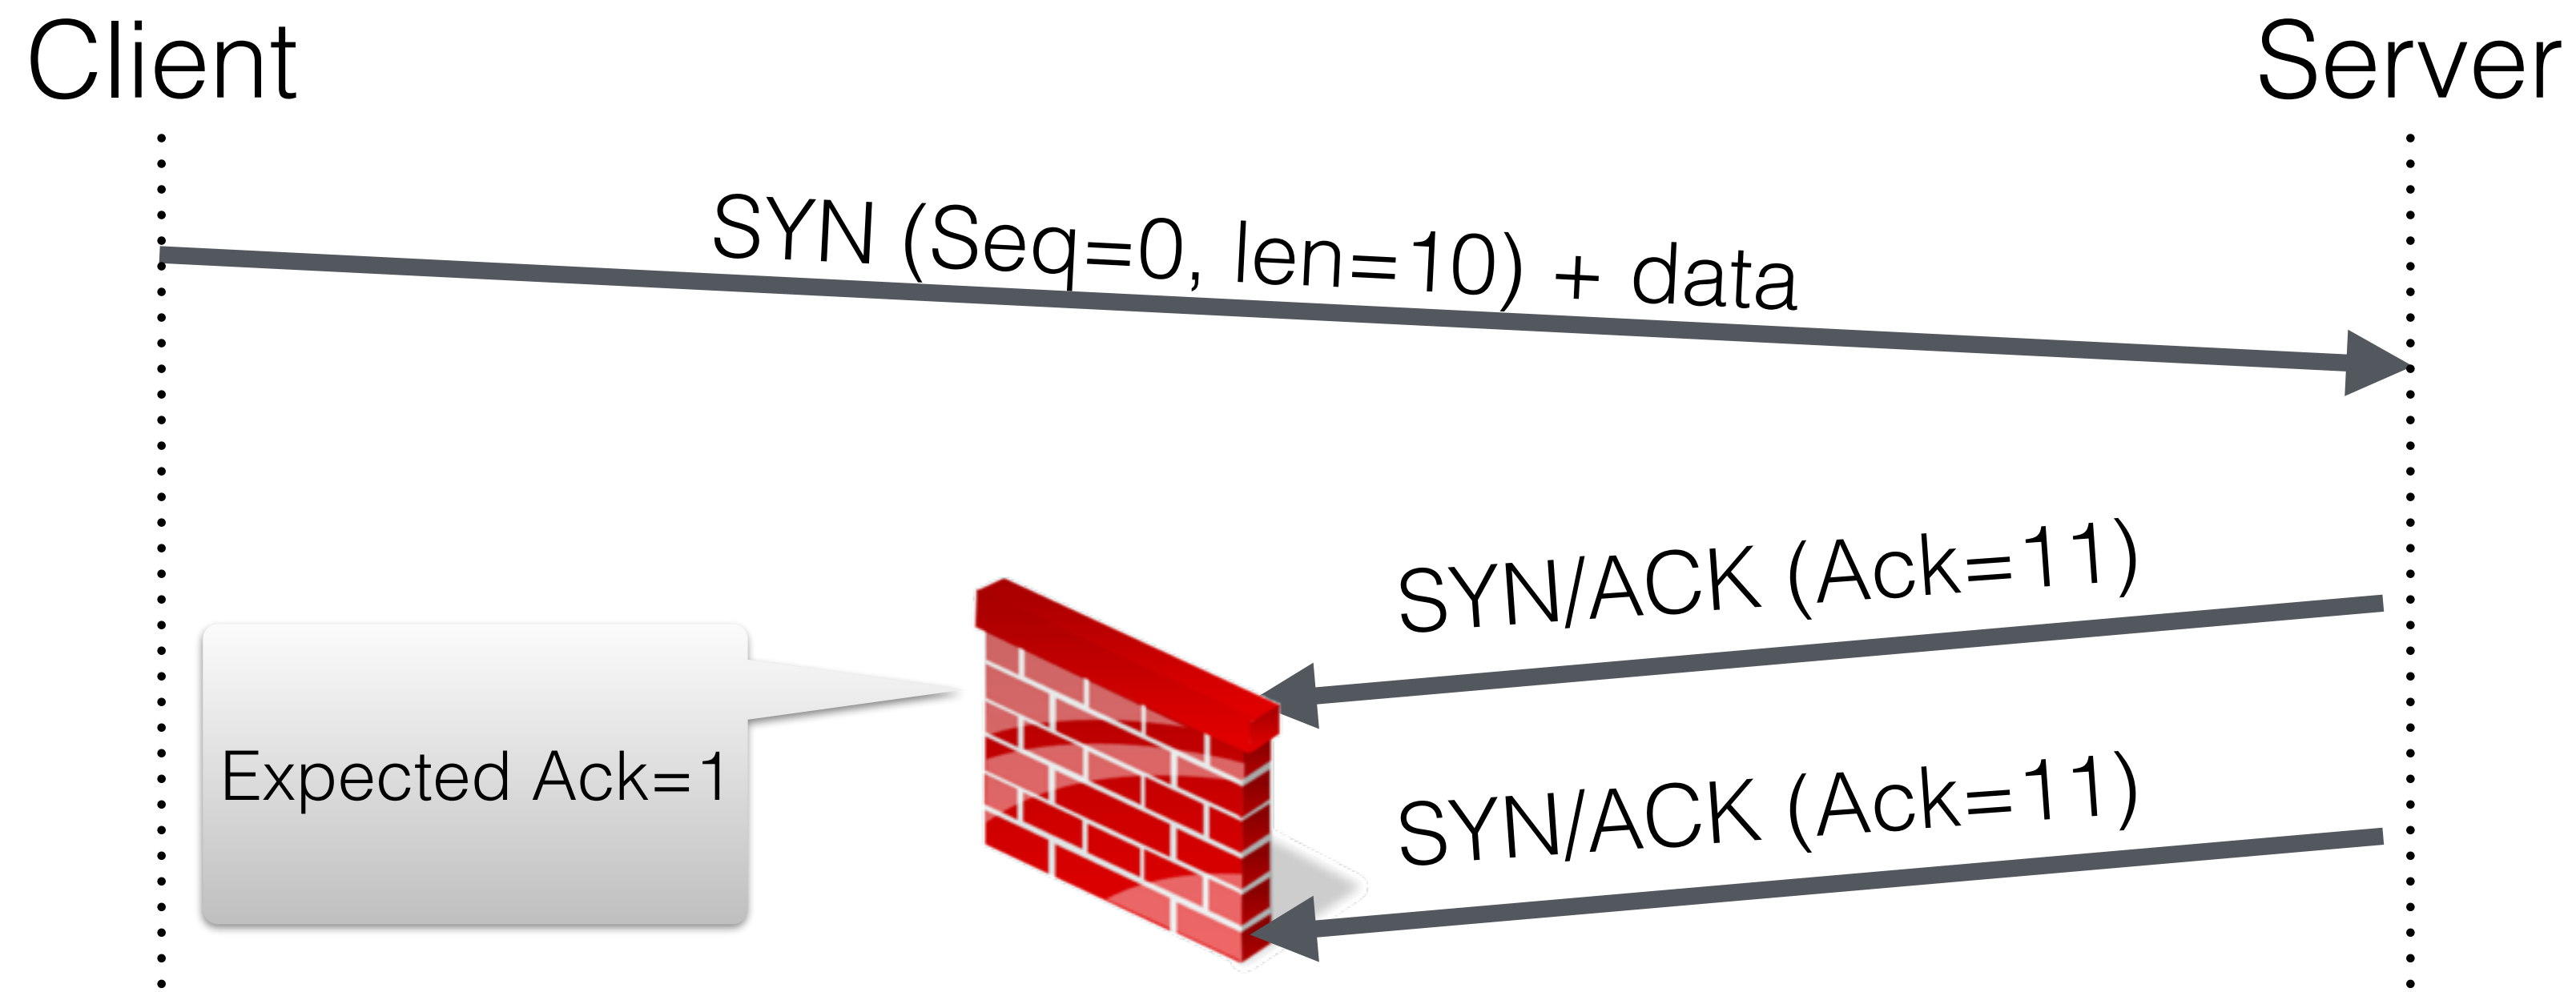 Client
Server
SYN (Seq=0, len=10) + data
SYN/ACK (Ack=11)
Expected Ack=1
SYN/ACK (Ack=11)